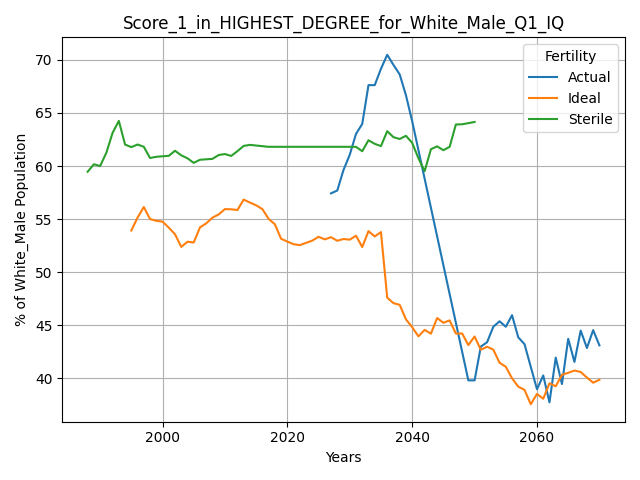 Score_1_in_HIGHEST_DEGREE_for_White_Male_Q1_IQ
Fertility
Actual
Ideal
Sterile
% of White_Male Population
70
65
60
55
50
45
40
2000
2020
2040
2060
Years